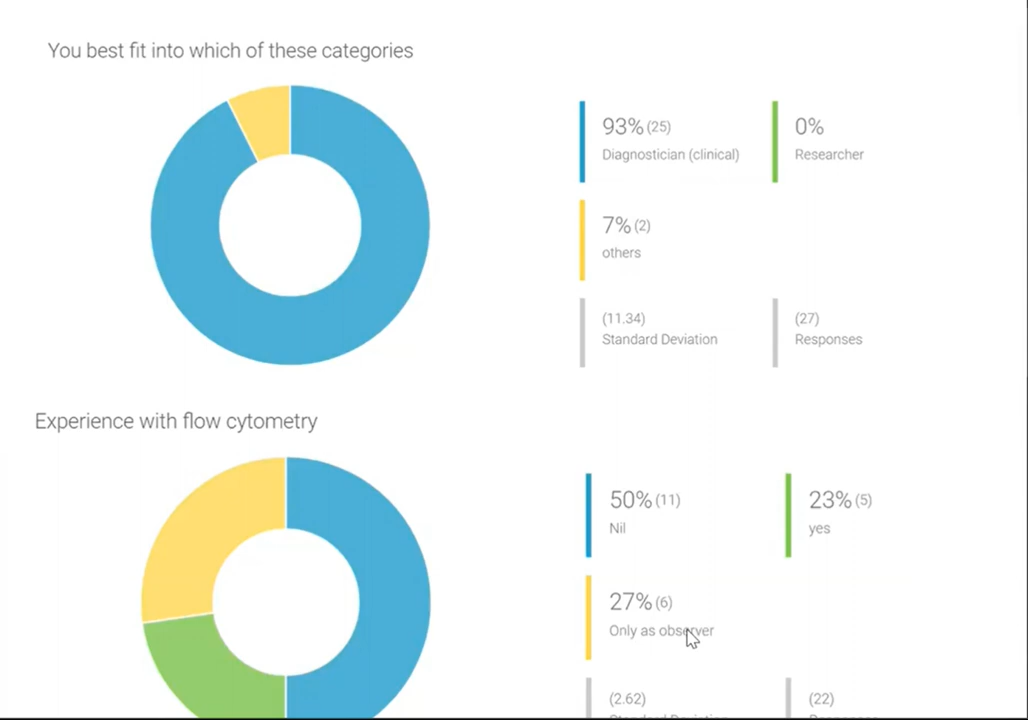 You best fit into which of these categories
93% (25)
Diagnostician (clinical)
0%
Researcher
7% (2)
others
(11.34)
Standard Deviation
(27)
Responses
Experience with flow cytometry
50% (11)
Nil
23% (5)
yes
27% (6)
Only as observer
(2.62)
Standard Deviation
(22)